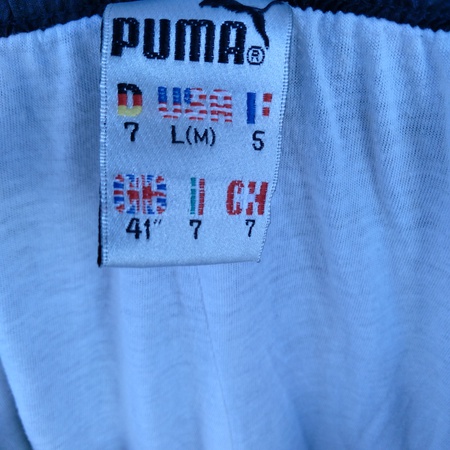 PUMA®
D USA F
7 L(M) 5
GB I CH
41" 7 7